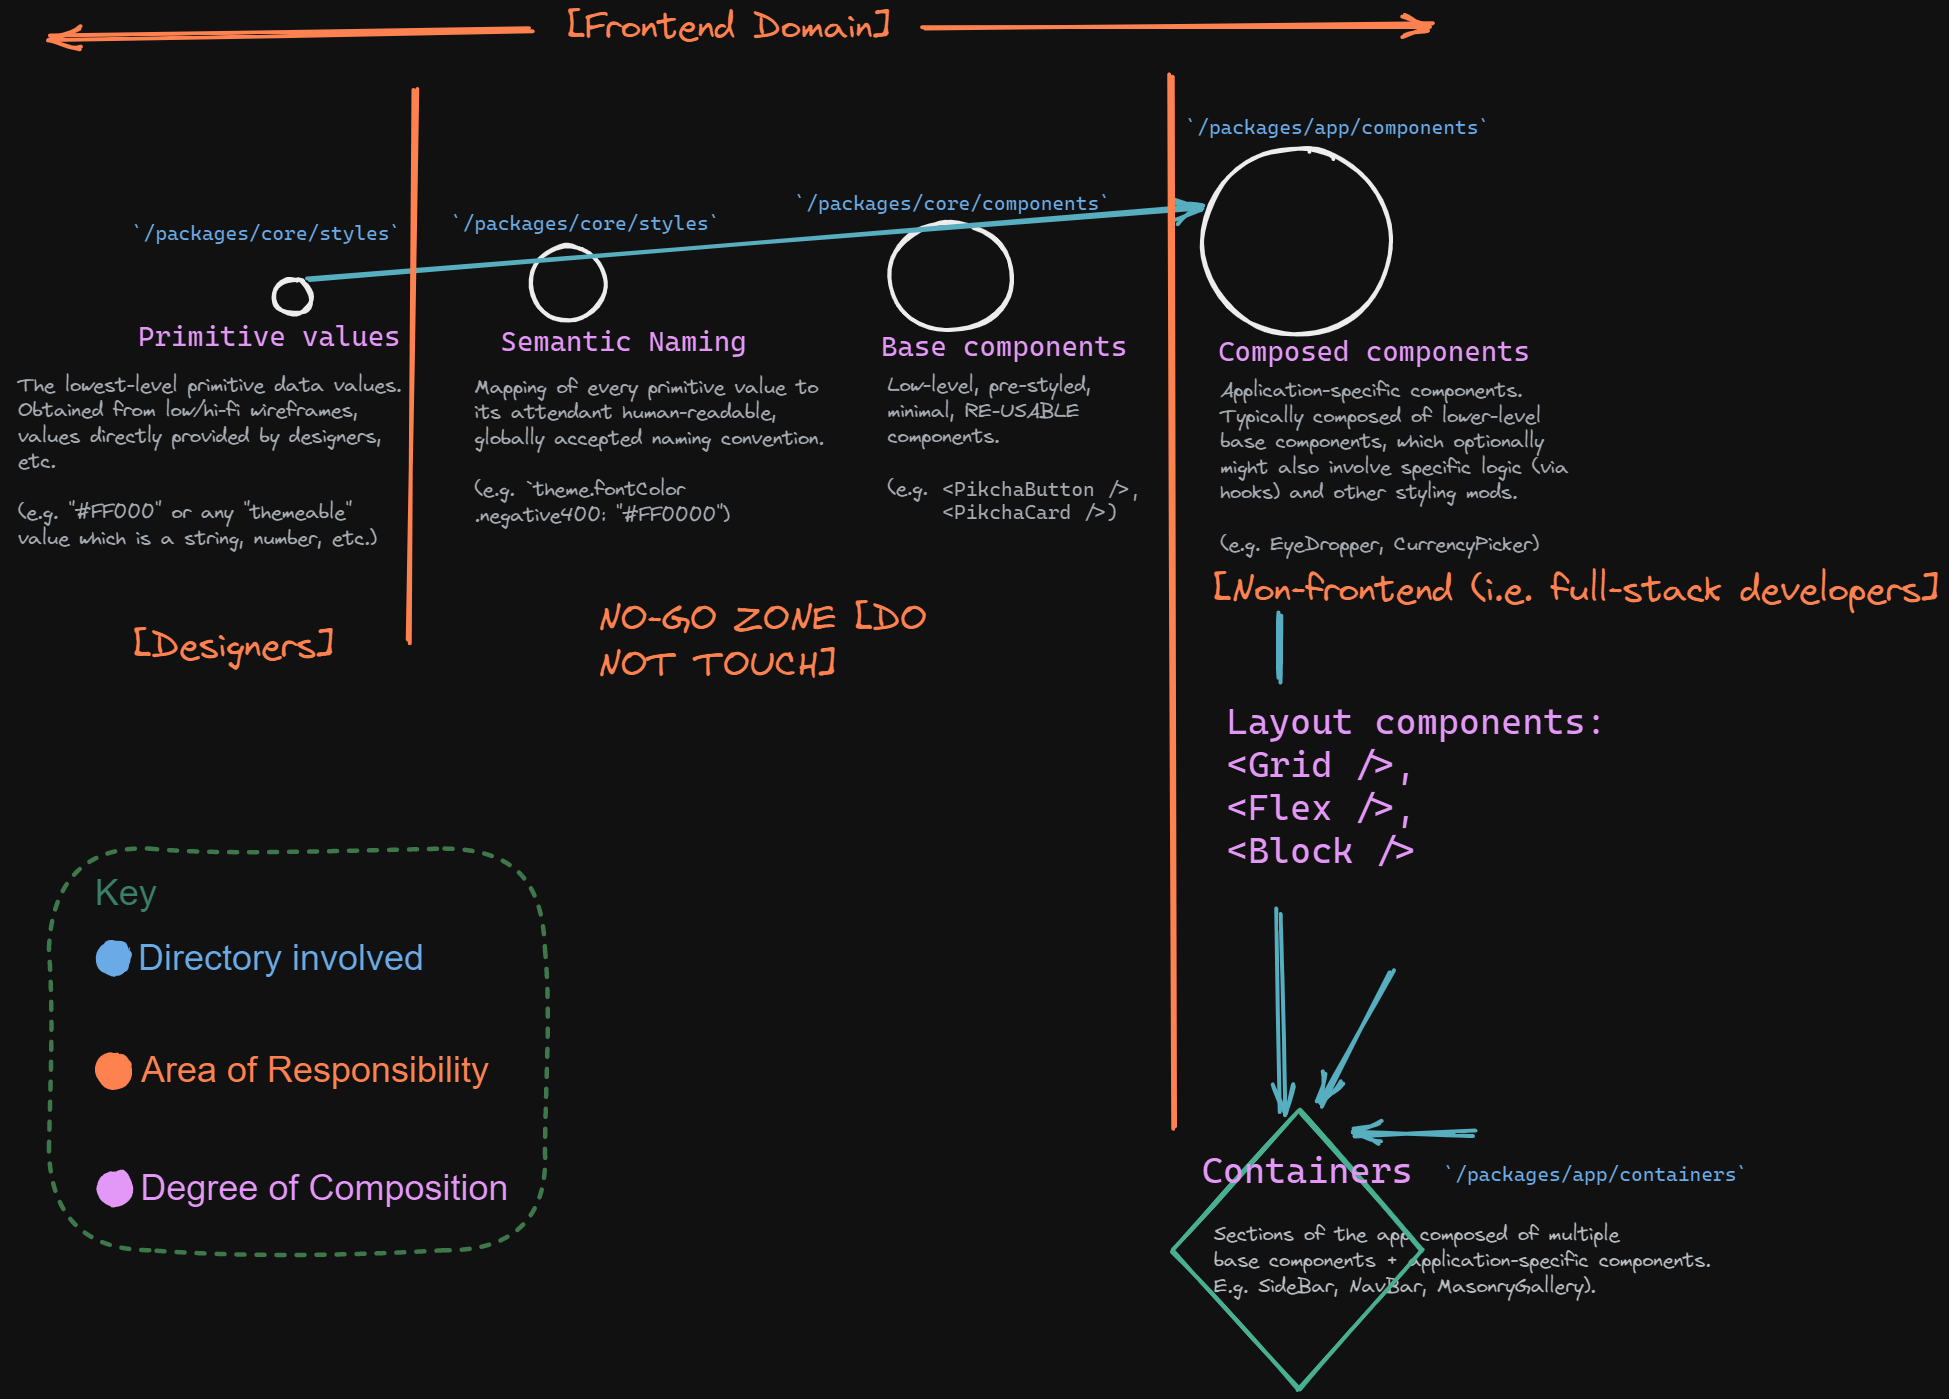 [Frontend Domain]
`/packages/core/styles`
Primitive values
The lowest-level primitive data values.
Obtained from low/hi-fi wireframes,
values directly provided by designers,
etc.
(e.g. "#FF000" or any "themeable"
value which is a string, number, etc.)
[Designers]
`/packages/core/styles`
Semantic Naming
Mapping of every primitive value to
its attendant human-readable,
globally accepted naming convention.
(e.g. `theme.fontColor
.negative400: "#FF0000")
`/packages/core/components`
Base components
Low-level, pre-styled,
minimal, RE-USABLE
components.
(e.g. <PikchaButton />,
<PikchaCard />)
NO-GO ZONE [DO
NOT TOUCH]
`/packages/app/components`
Composed components
Application-specific components.
Typically composed of lower-level
base components, which optionally
might also involve specific logic (via
hooks) and other styling mods.
(e.g. EyeDropper, CurrencyPicker)
[Non-frontend (i.e. full-stack developers]
Layout components:
<Grid />,
<Flex />,
<Block />
Key
Directory involved
Area of Responsibility
Degree of Composition
Containers
`/packages/app/containers`
Sections of the app composed of multiple
base components + application-specific components.
E.g. SideBar, NavBar, MasonryGallery).